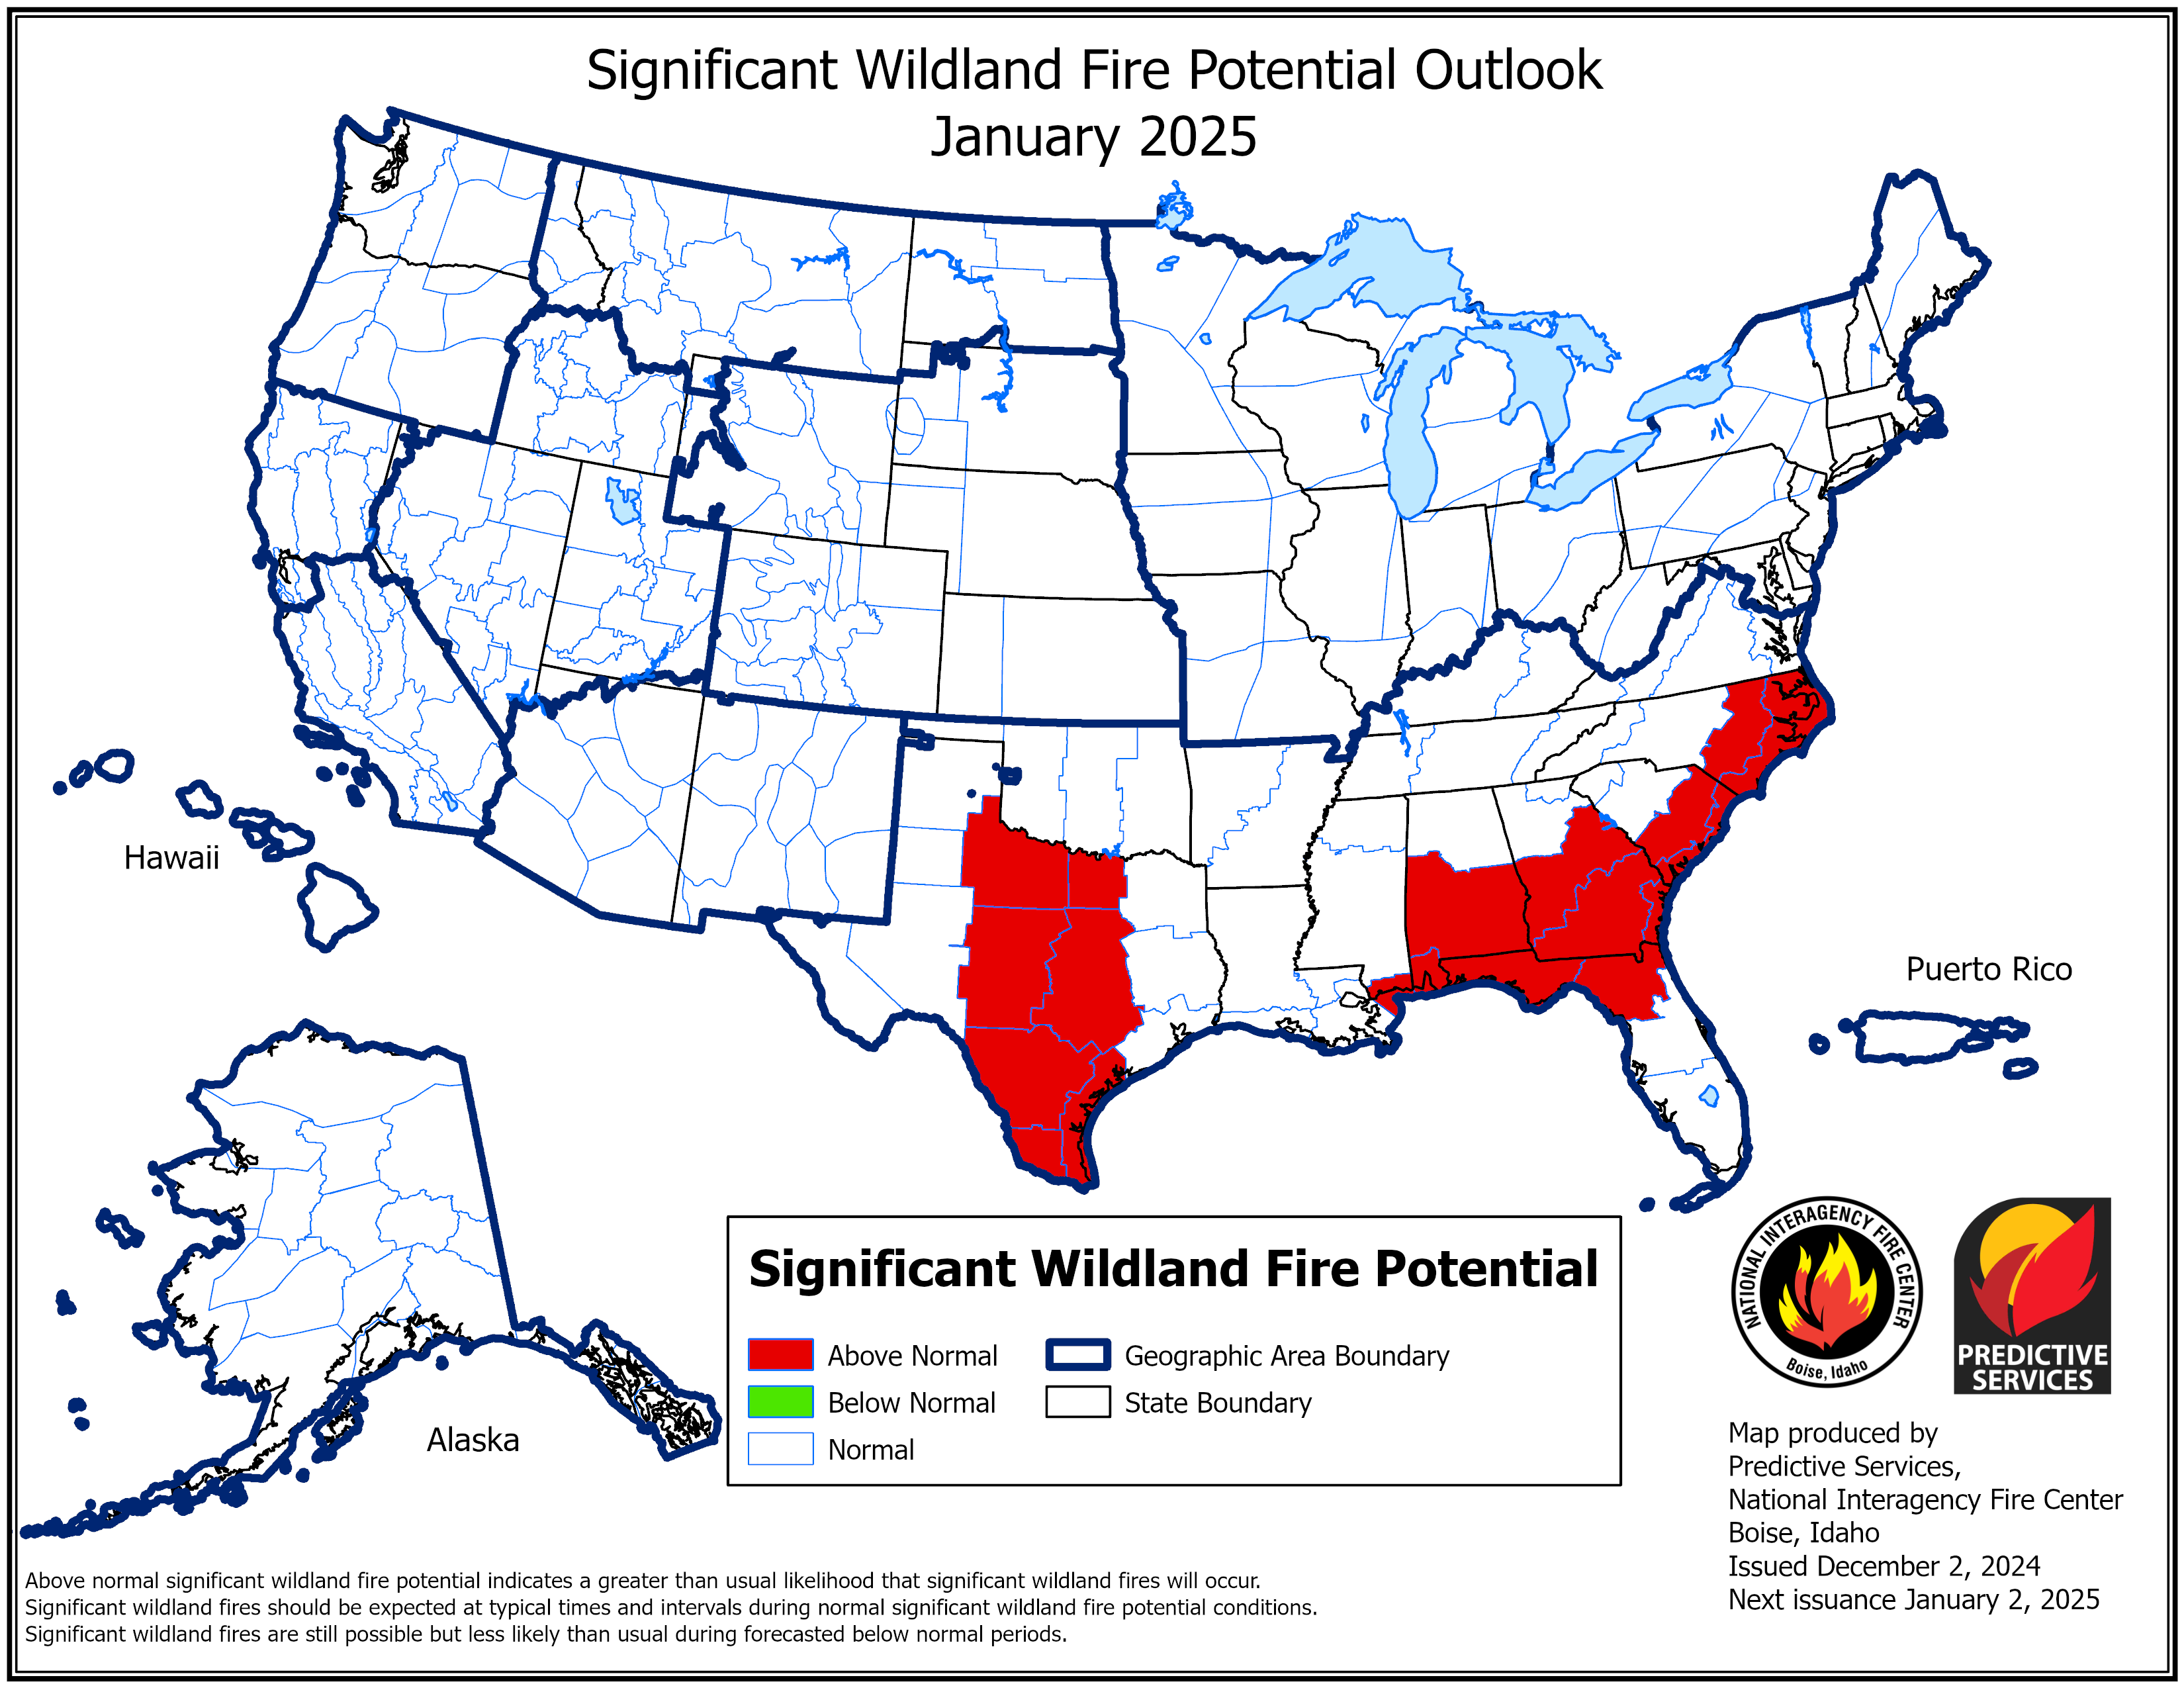 Significant Wildland Fire Potential Outlook
January 2025
Hawaii
Puerto Rico
Alaska
Significant Wildland Fire Potential
Above Normal
Below Normal
Normal
Geographic Area Boundary
State Boundary
NATIONAL INTERAGENCY FIRE CENTER
Boise, Idaho
PREDICTIVE
SERVICES
Map produced by
Predictive Services,
National Interagency Fire Center
Boise, Idaho
Issued December 2, 2024
Next issuance January 2, 2025
Above normal significant wildland fire potential indicates a greater than usual likelihood that significant wildland fires will occur.
Significant wildland fires should be expected at typical times and intervals during normal significant wildland fire potential conditions.
Significant wildland fires are still possible but less likely than usual during forecasted below normal periods.